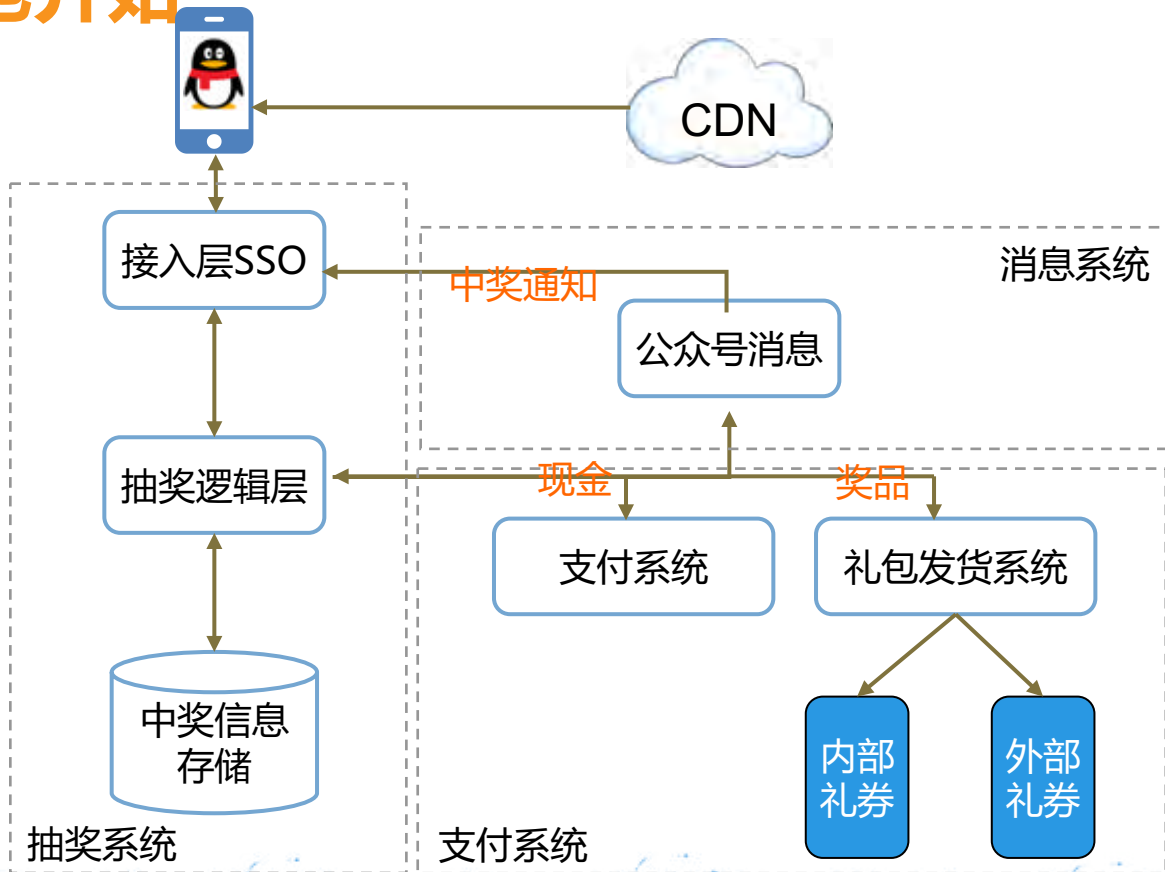 开始
CDN
接入层SSO
中奖通知
消息系统
公众号消息
抽奖逻辑层
现金
奖品
支付系统
礼包发货系统
中奖信息
存储
内部
礼券
外部
礼券
抽奖系统
支付系统